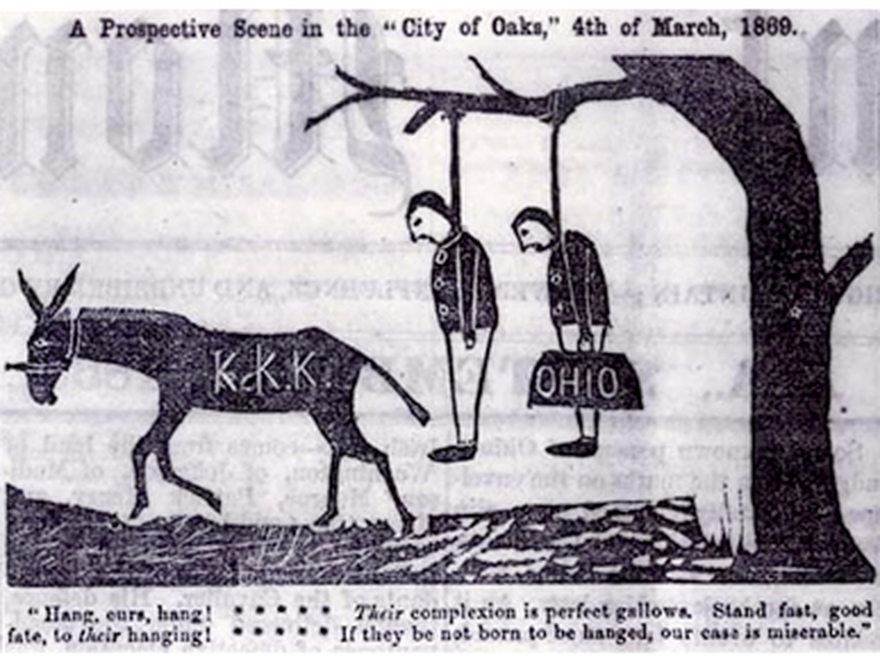 A Prospective Scene in the “City of Oaks,” 4th of March, 1869.
K.K.K.
OHIO
“Hang, curs, hang! * * * * * Their complexion is perfect gallows. Stand fast, good
fate, to their hanging! * * * * * If they be not born to be hanged, our case is miserable.”